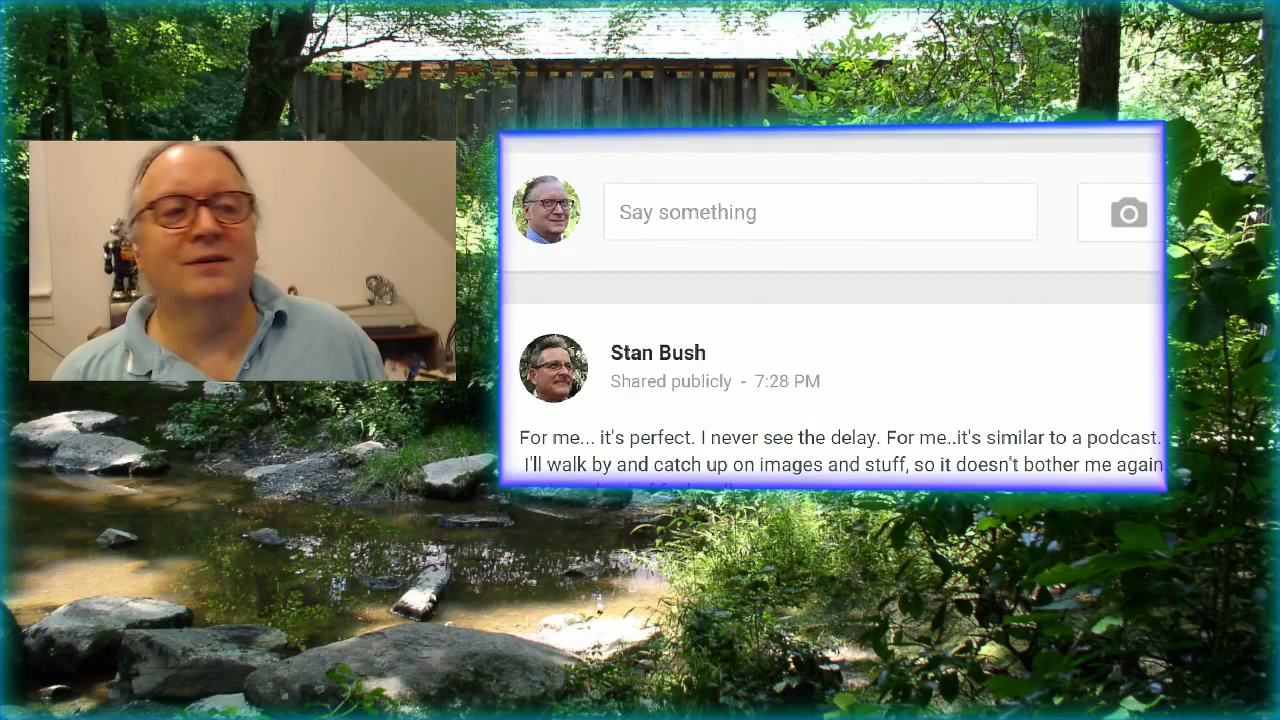 Say something
Stan Bush
Shared publicly - 7:28 PM
For me... it's perfect. I never see the delay. For me..it's similar to a podcast.
I'll walk by and catch up on images and stuff, so it doesn't bother me again